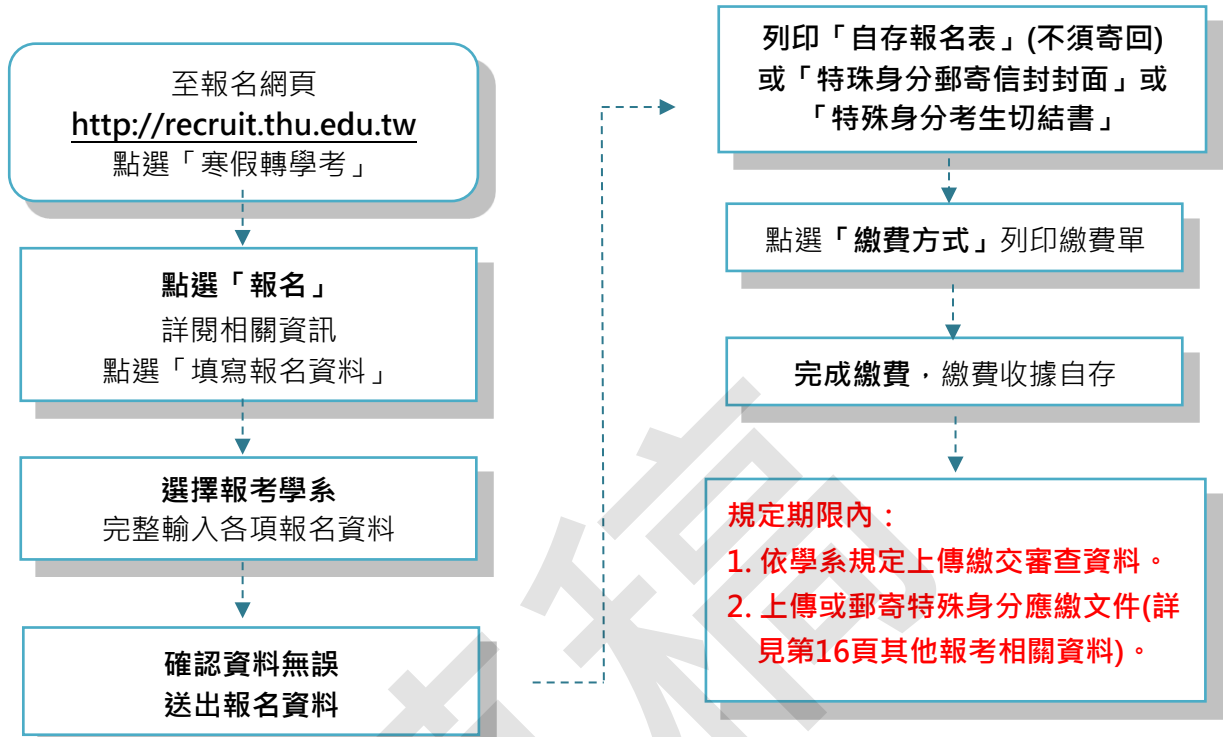 至報名網頁
http://recruit.thu.edu.tw
點選「寒假轉學考」
點選「報名」
詳閱相關資訊
點選「填寫報名資料」
選擇報考學系
完整輸入各項報名資料
確認資料無誤
送出報名資料
列印「自存報名表」(不須寄回)
或「特殊身分郵寄信封封面」或
「特殊身分考生切結書」
點選「繳費方式」列印繳費單
完成繳費，繳費收據自存
規定期限內：
1. 依學系規定上傳繳交審查資料。
2. 上傳或郵寄特殊身分應繳文件(詳
見第16頁其他報考相關資料)。
稿